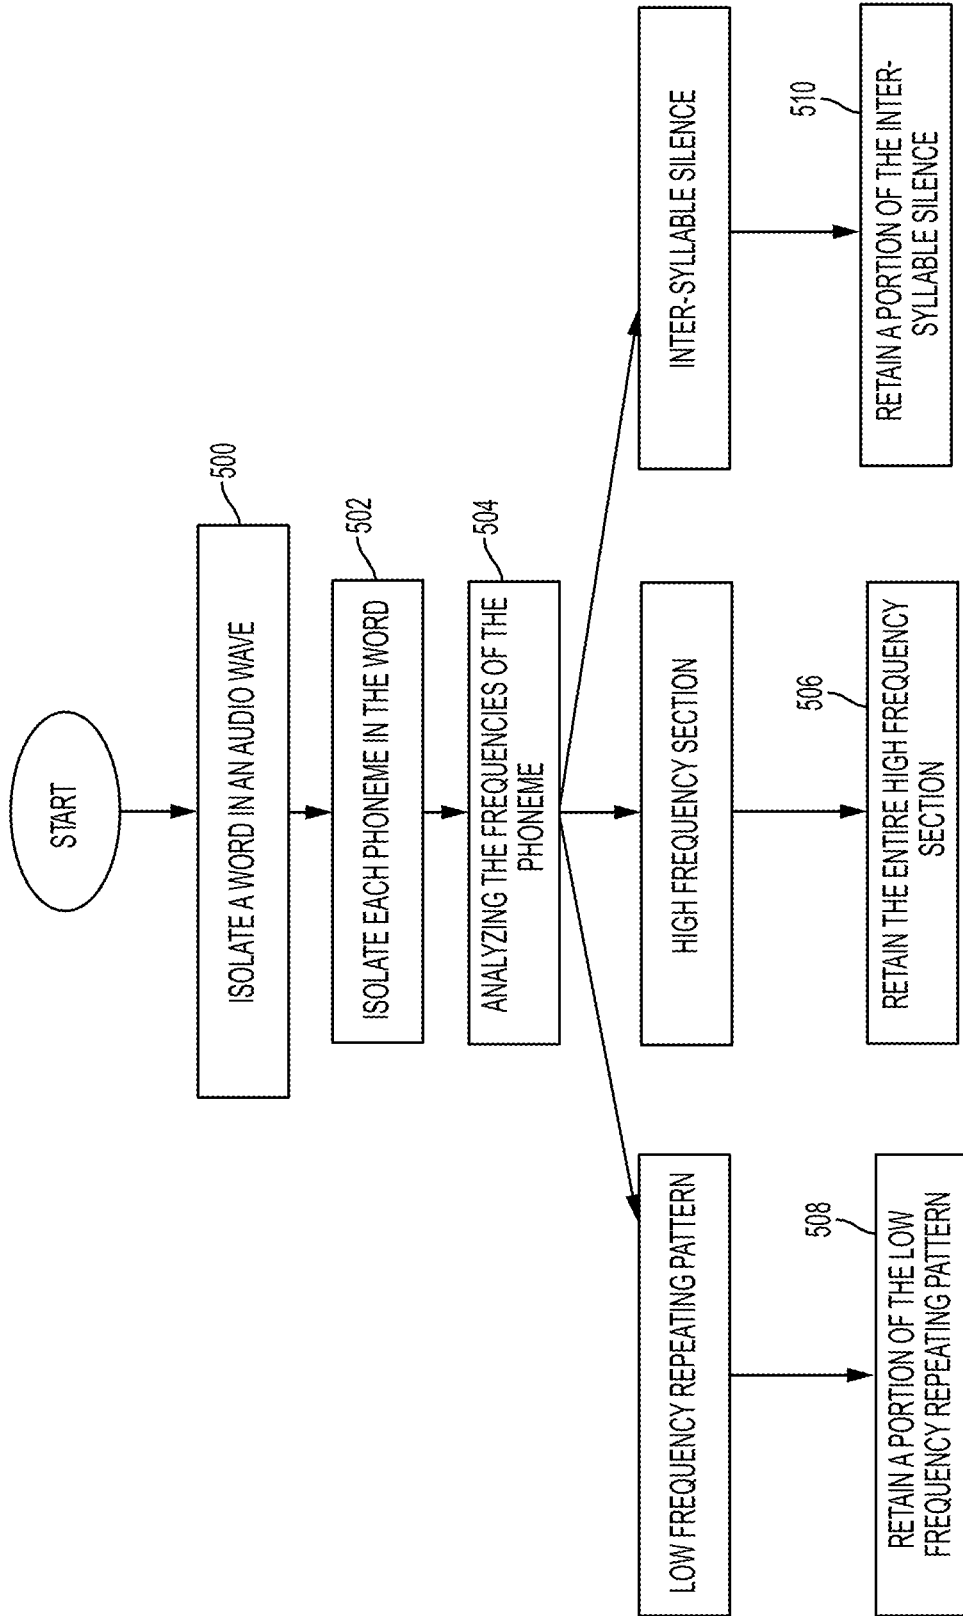 START
500
ISOLATE A WORD IN AN AUDIO WAVE
502
ISOLATE EACH PHONEME IN THE WORD
504
ANALYZING THE FREQUENCIES OF THE
PHONEME
LOW FREQUENCY REPEATING PATTERN
HIGH FREQUENCY SECTION
INTER-SYLLABLE SILENCE
508
RETAIN A PORTION OF THE LOW
FREQUENCY REPEATING PATTERN
506
RETAIN THE ENTIRE HIGH FREQUENCY
SECTION
510
RETAIN A PORTION OF THE INTER-
SYLLABLE SILENCE